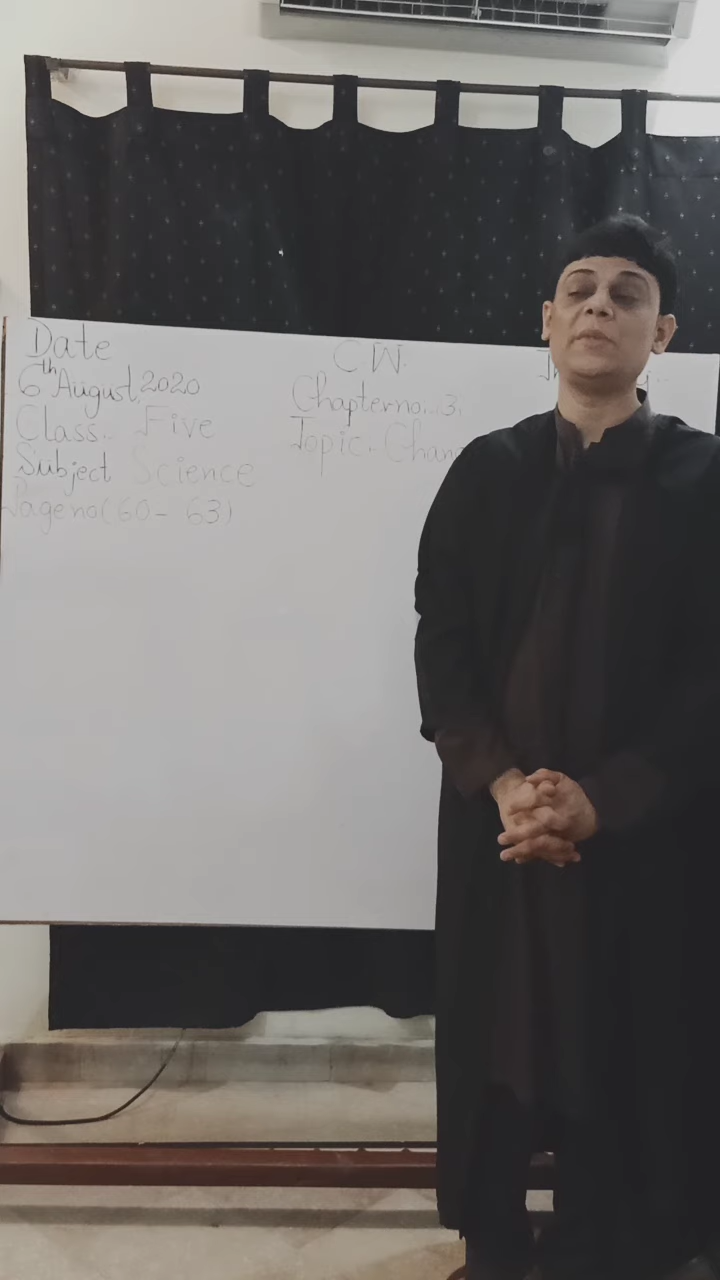 Date
6th August, 2020
Class. Five
Subject Science
Page no (60 - 63)
C.W.
Chapter no:. 3.
Topic.